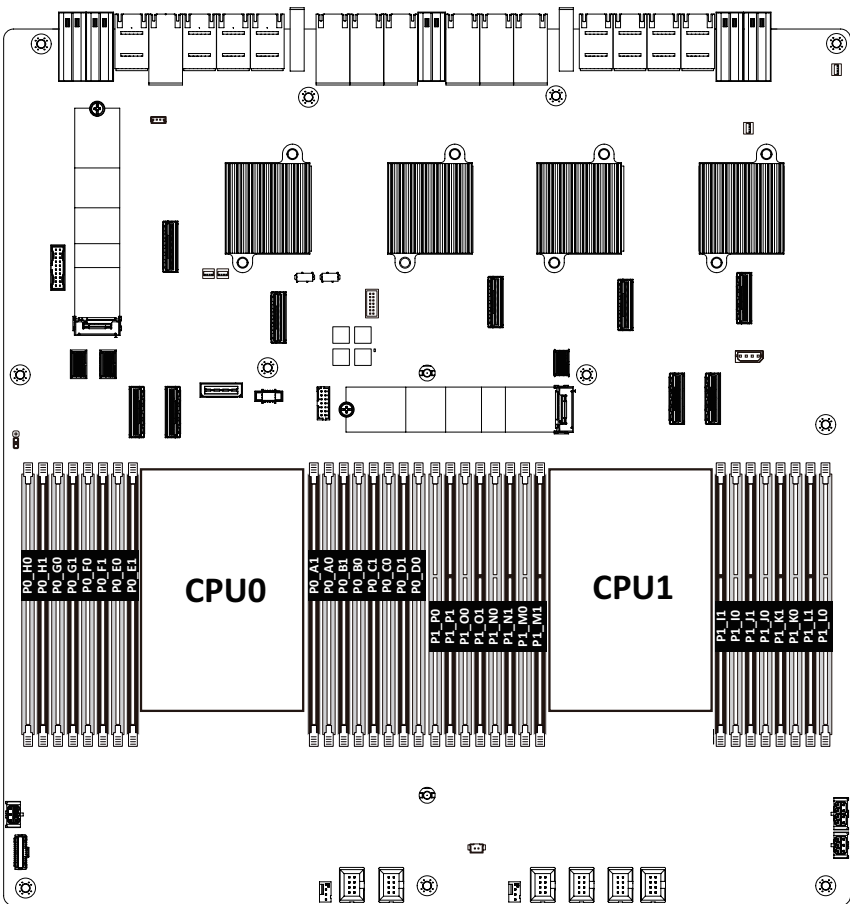 CPU0
CPU1
P0_H0
P0_H1
P0_G0
P0_G1
P0_F0
P0_F1
P0_E0
P0_E1
P0_A1
P0_A0
P0_B1
P0_B0
P0_C1
P0_C0
P0_D1
P0_D0
P1_P0
P1_P1
P1_O0
P1_O1
P1_N0
P1_N1
P1_M0
P1_M1
P1_I1
P1_I0
P1_J1
P1_J0
P1_K1
P1_K0
P1_L1
P1_L0